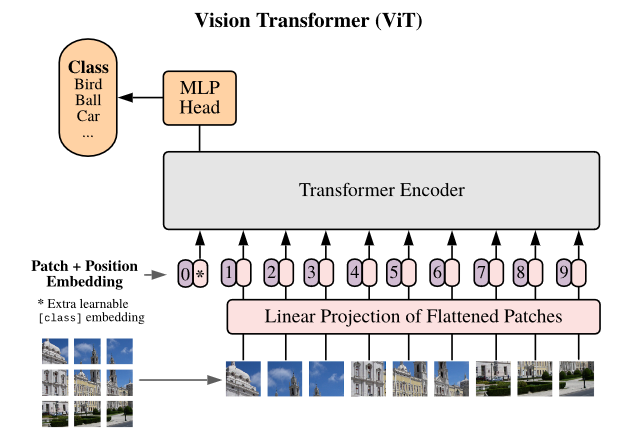 Vision Transformer (ViT)
Class
Bird
Ball
Car
...
MLP
Head
Transformer Encoder
Patch + Position
Embedding
0 * 1 2 3 4 5 6 7 8 9
* Extra learnable
[class] embedding
Linear Projection of Flattened Patches